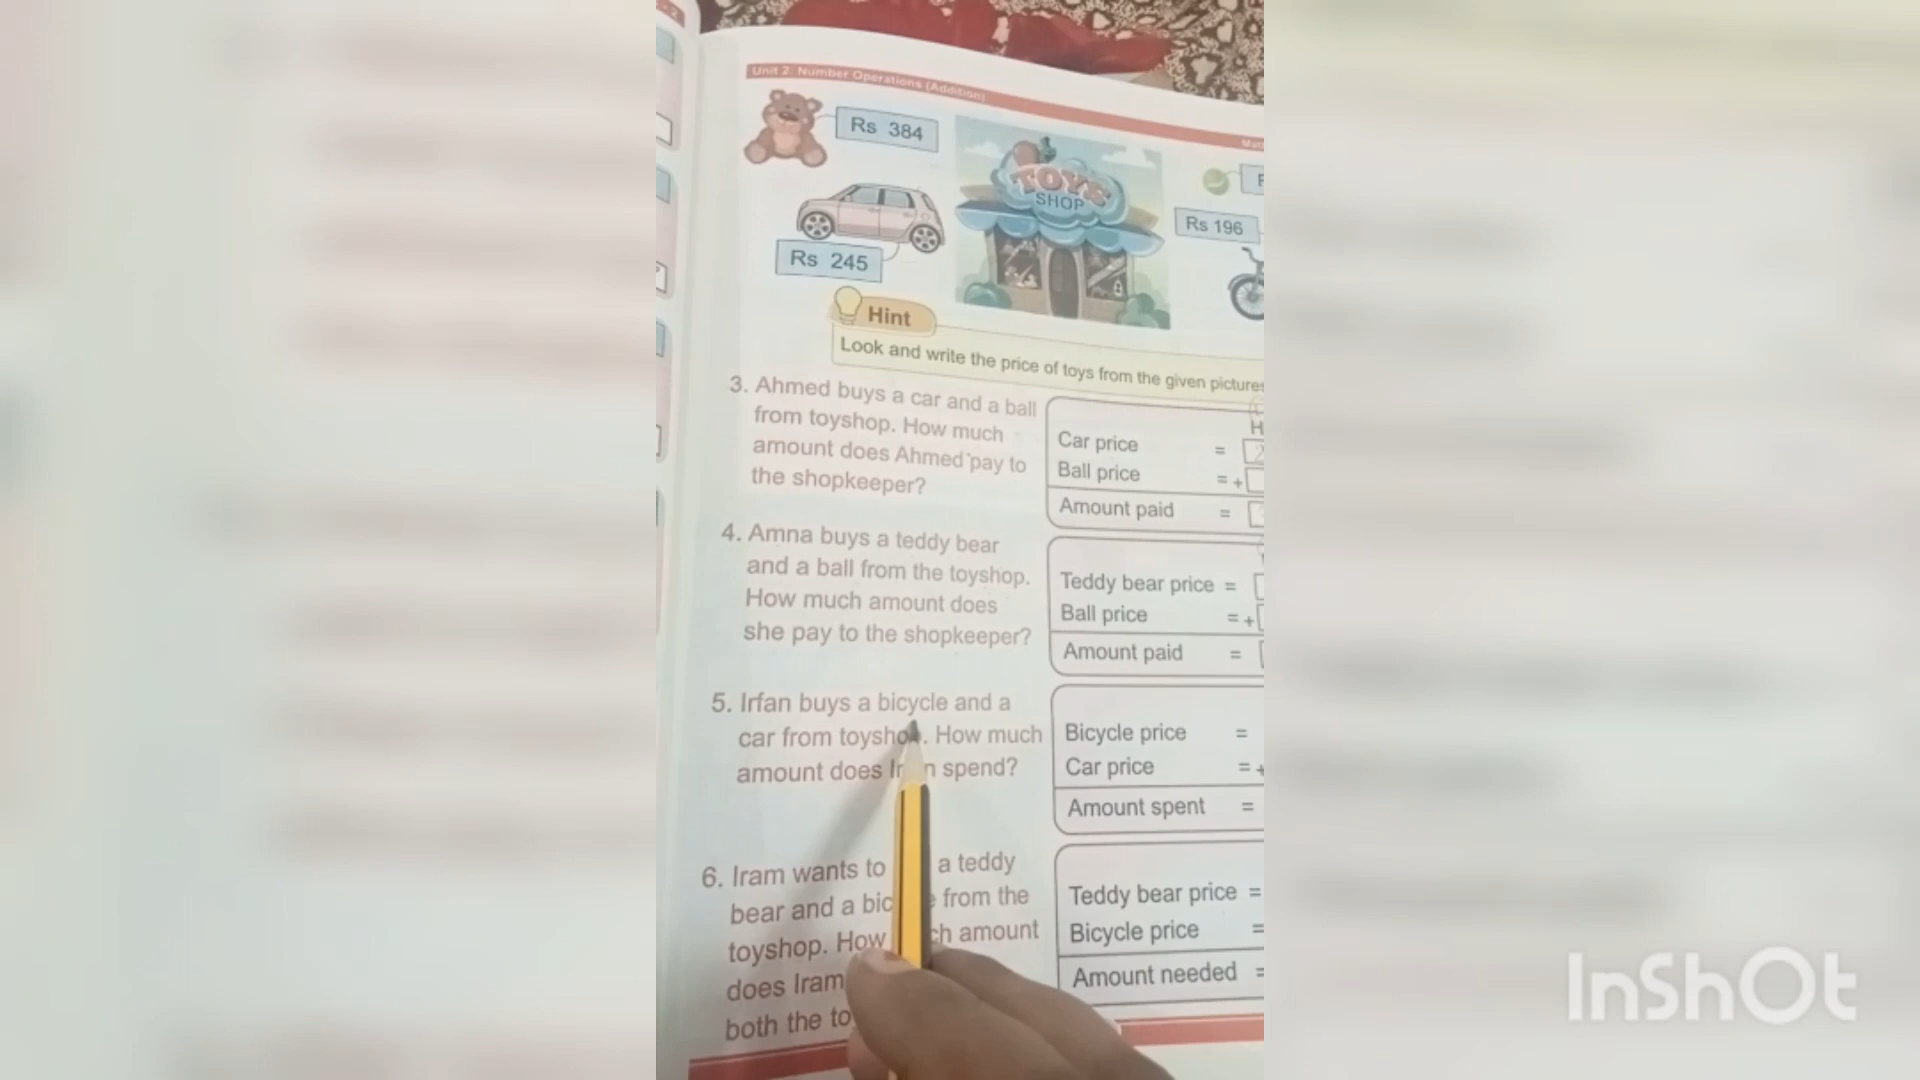 Unit 2: Number Operations (Addition)
Rs 384
TOYS
SHOP
Rs 196
Rs 245
Hint
Look and write the price of toys from the given pictures
3. Ahmed buys a car and a ball
from toyshop. How much
amount does Ahmed pay to
the shopkeeper?
Car price =
Ball price = +
Amount paid =
4. Amna buys a teddy bear
and a ball from the toyshop.
How much amount does
she pay to the shopkeeper?
Teddy bear price =
Ball price = +
Amount paid =
5. Irfan buys a bicycle and a
car from toyshop. How much
amount does spend?
Bicycle price =
Car price = +
Amount spent =
6. Iram wants to a teddy
bear and a from the
toyshop. How amount
does Iram
both the
Teddy bear price =
Bicycle price =
Amount needed =
InShOt